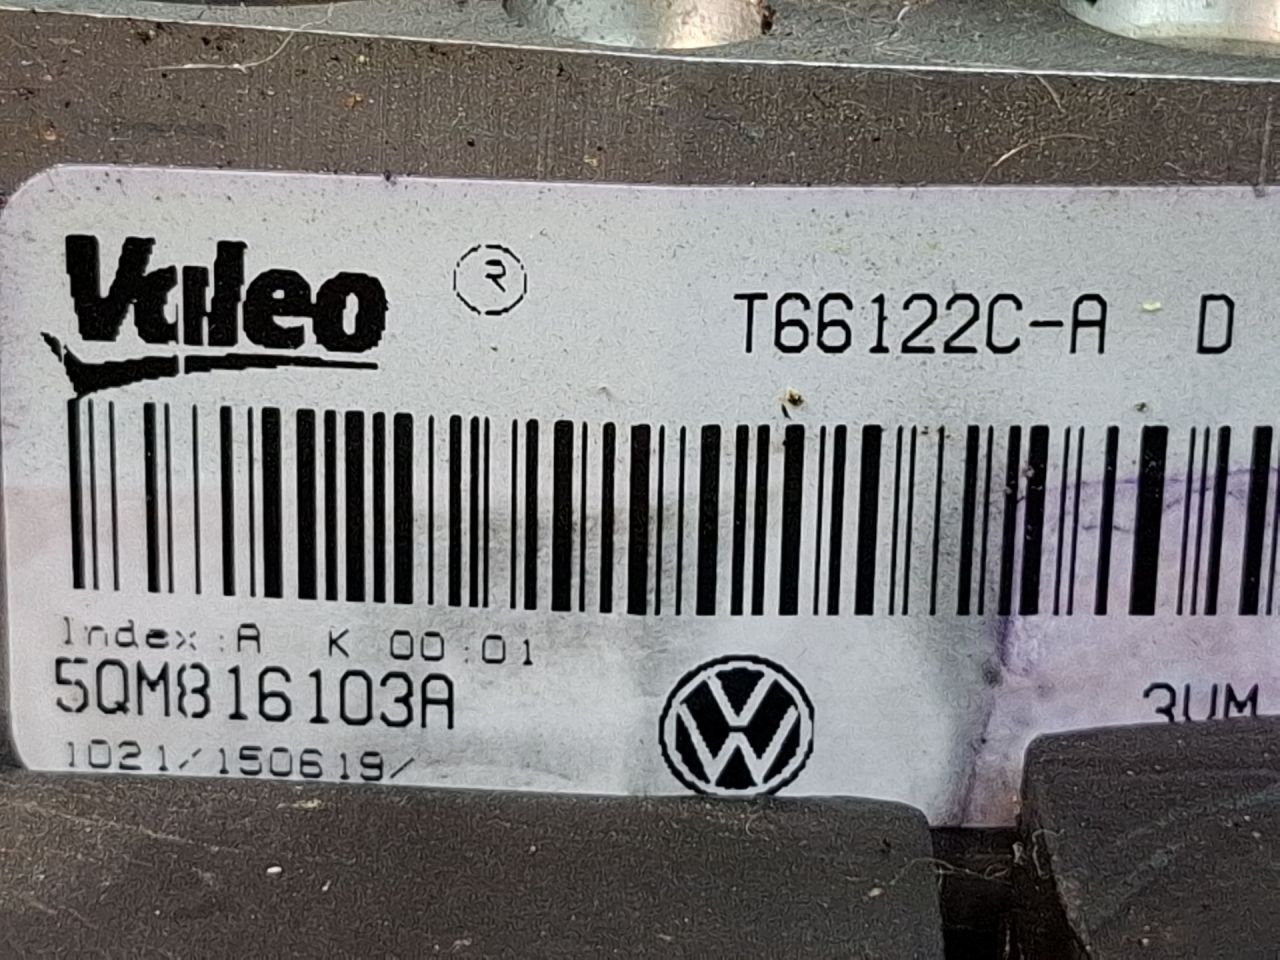 Valeo ® T66122C-A D
Index:A K 00:01
5QM816103A
1021/150619/